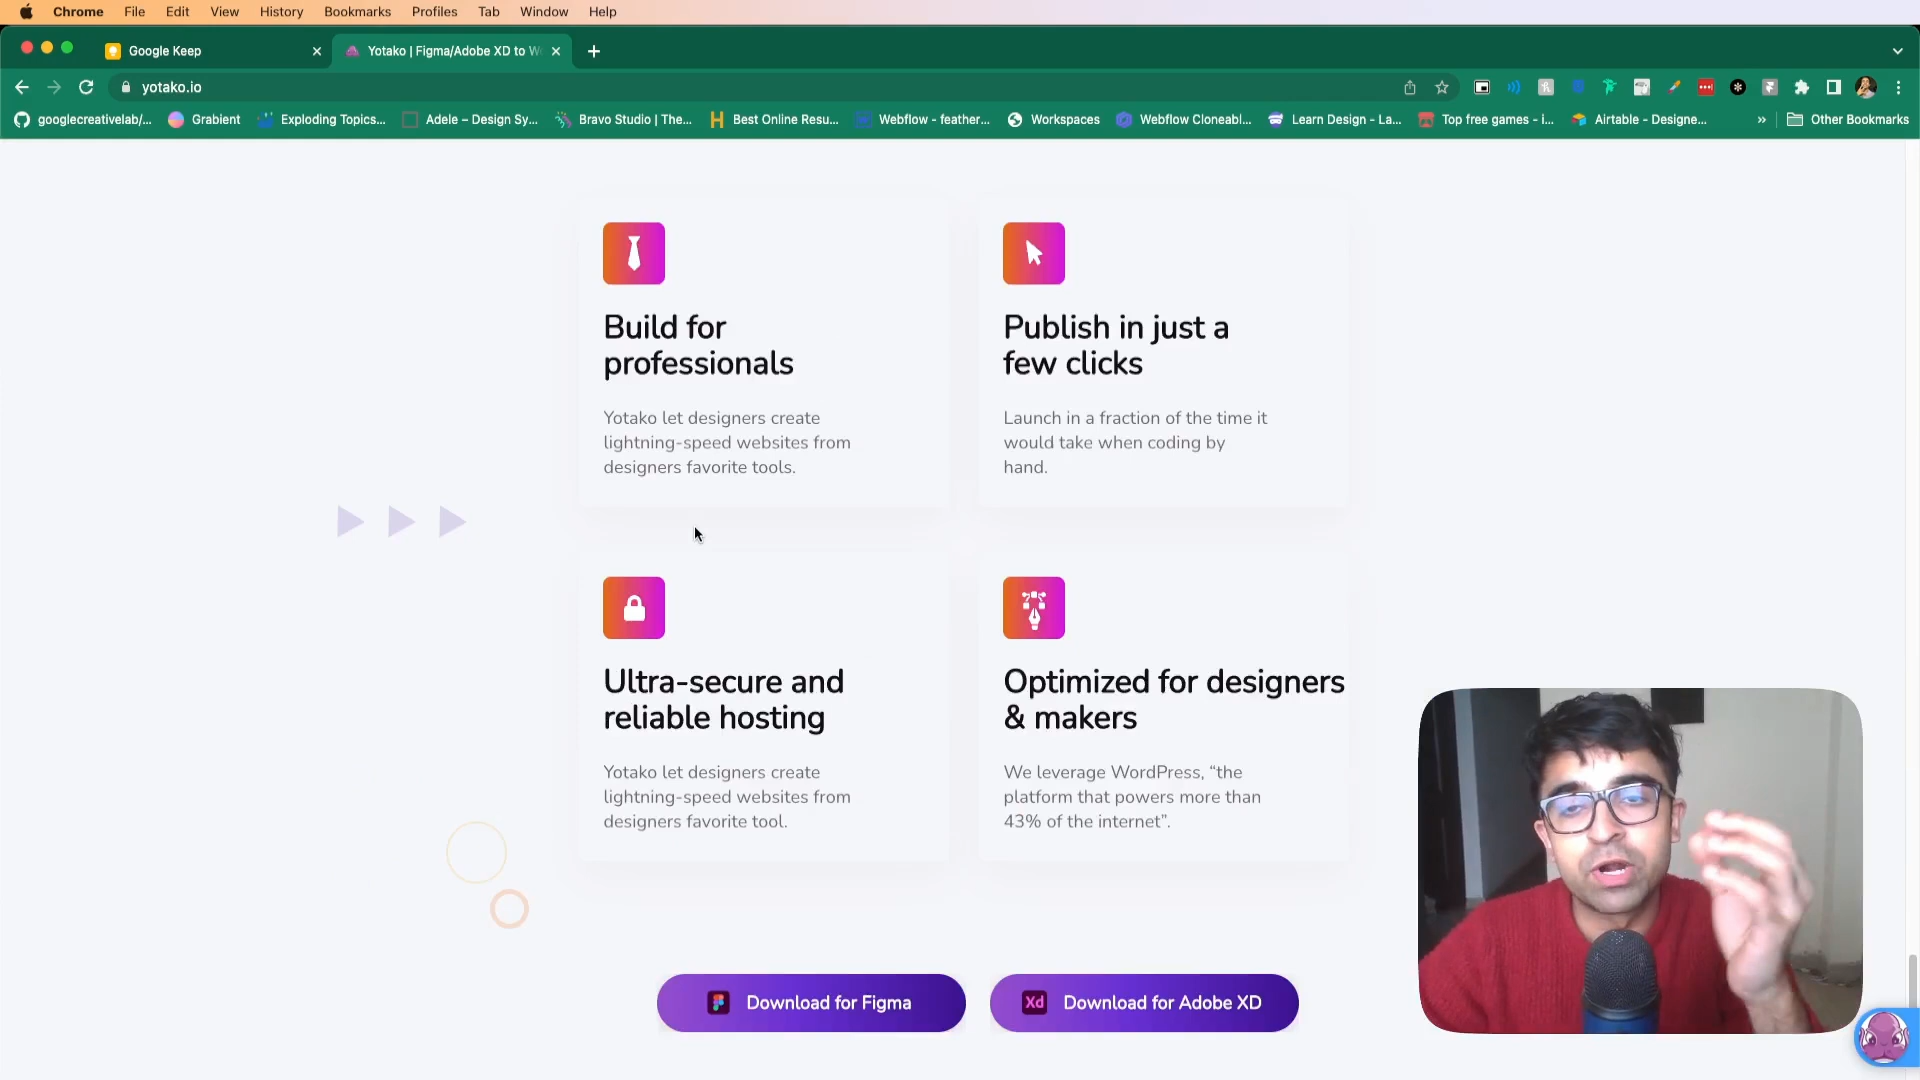 Chrome File Edit View History Bookmarks Profiles Tab Window Help
Google Keep
Yotako | Figma/Adobe XD to W
yotako.io
googlecreativelab/...
Grabient
Exploding Topics...
Adele – Design Sy...
Bravo Studio | The...
Best Online Resu...
Webflow - feather...
Workspaces
Webflow Cloneabl...
Learn Design - La...
Top free games - i...
Airtable - Designe...
»
Other Bookmarks
Build for
professionals
Yotako let designers create
lightning-speed websites from
designers favorite tools.
Publish in just a
few clicks
Launch in a fraction of the time it
would take when coding by
hand.
Ultra-secure and
reliable hosting
Yotako let designers create
lightning-speed websites from
designers favorite tool.
Optimized for designers
& makers
We leverage WordPress, “the
platform that powers more than
43% of the internet”.
Download for Figma
Xd Download for Adobe XD